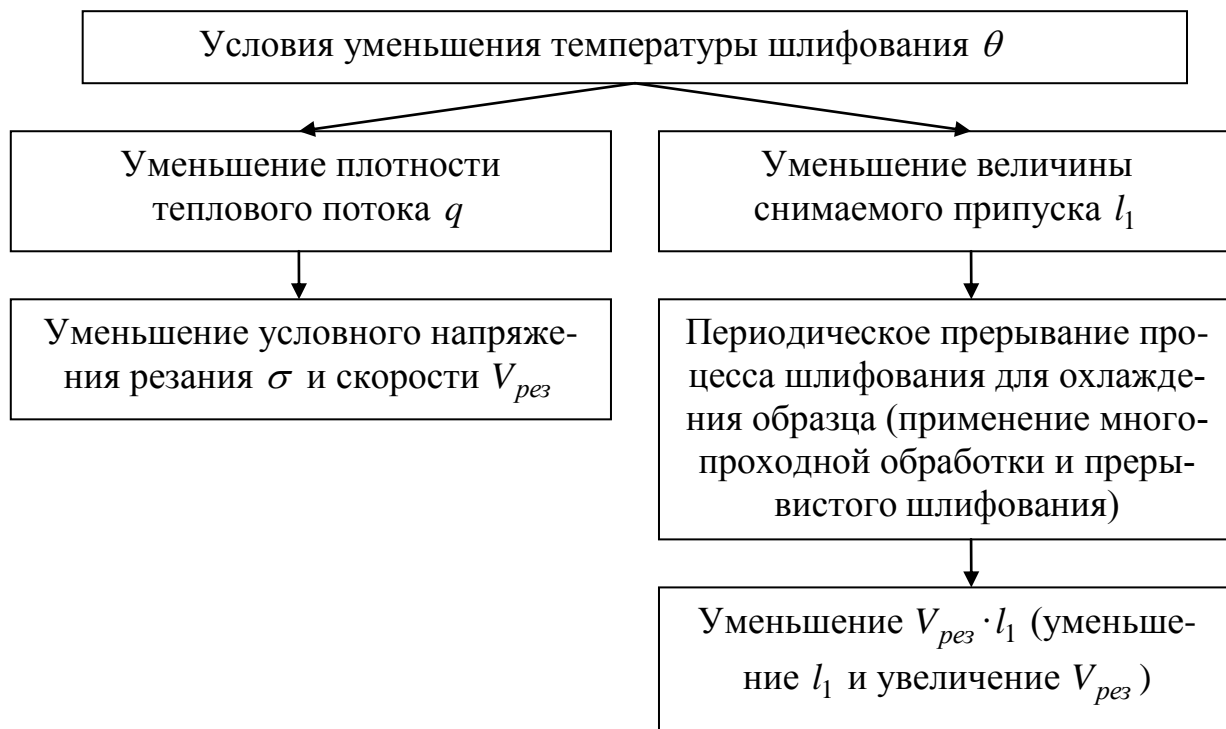 Условия уменьшения температуры шлифования θ
Уменьшение плотности
теплового потока q
Уменьшение величины
снимаемого припуска l₁
Уменьшение условного напряже-
ния резания σ и скорости Vрез
Периодическое прерывание про-
цесса шлифования для охлажде-
ния образца (применение много-
проходной обработки и преры-
вистого шлифования)
Уменьшение Vрез · l₁ (уменьше-
ние l₁ и увеличение Vрез )